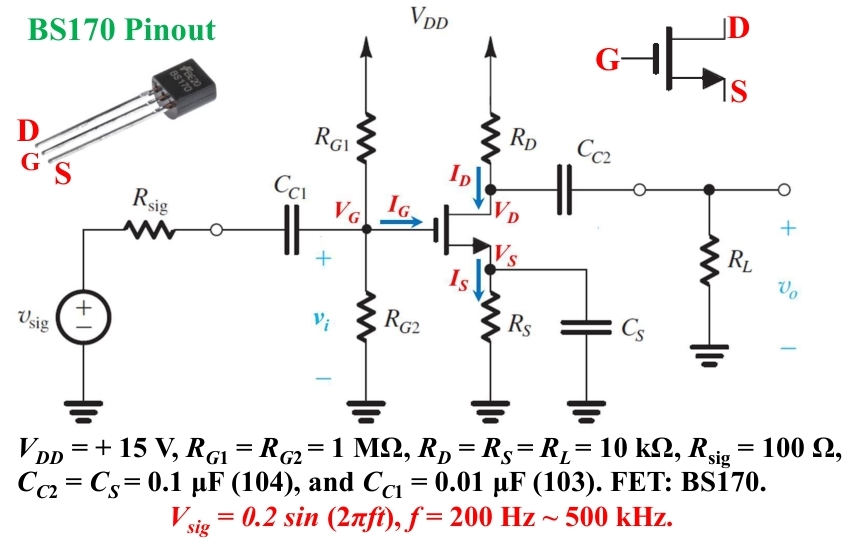 BS170 Pinout
V_DD
D
G
S
BS170
D
G
S
R_G1
R_D
C_C2
I_D
R_sig
C_C1
V_G
I_G
V_D
V_S
I_S
R_L
+
+
v_o
+
−
v_sig
v_i
R_G2
R_S
C_S
−
−
V_DD = + 15 V, R_G1 = R_G2 = 1 MΩ, R_D = R_S = R_L = 10 kΩ, R_sig = 100 Ω,
C_C2 = C_S = 0.1 μF (104), and C_C1 = 0.01 μF (103). FET: BS170.
V_sig = 0.2 sin (2πft), f = 200 Hz ~ 500 kHz.